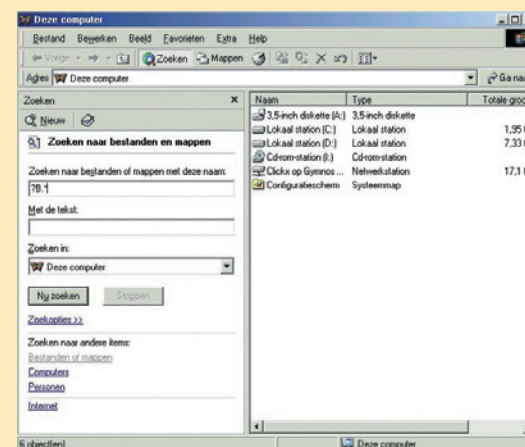 Deze computer
Bestand Bewerken Beeld Favorieten Extra Help
Vorige Zoeken Mappen
Adres Deze computer Ga naar
Zoeken
Nieuw
Zoeken naar bestanden en mappen
Zoeken naar bestanden of mappen met deze naam:
Met de tekst:
Zoeken in:
Deze computer
Nu zoeken Stoppen
Zoekopties >>
Zoeken naar andere items:
Bestanden of mappen
Computers
Personen
Internet
Naam Type Totale groo
3,5-inch diskette (A:) 3,5-inch diskette
Lokaal station (C:) Lokaal station 1,95
Lokaal station (D:) Lokaal station 7,33
Cd-rom-station (I:) Cd-rom-station
Clickx op Gymnos ... Netwerkstation 17,1
Configuratiescherm Systeemmap
6 object(en) Deze computer